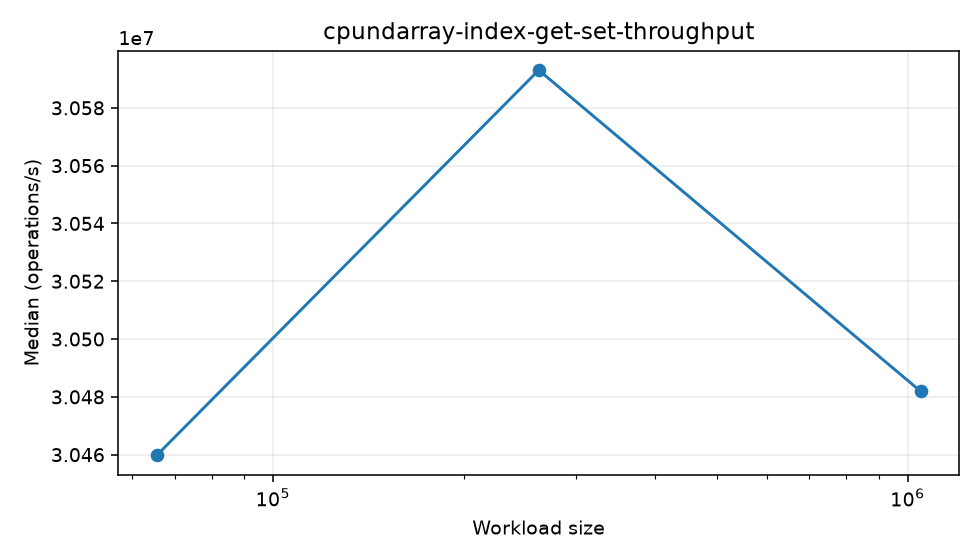 cpundarray-index-get-set-throughput
1e7
3.058
3.056
3.054
3.052
3.050
3.048
3.046
Median (operations/s)
10^5
10^6
Workload size